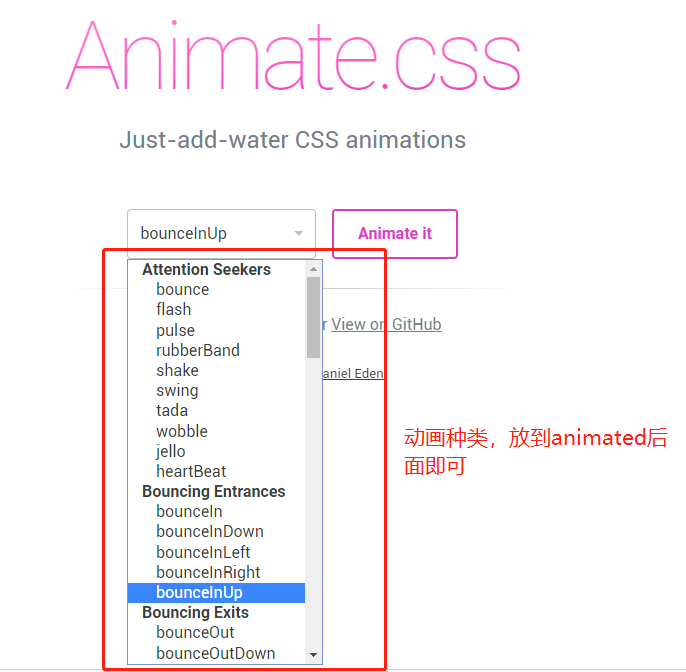 Animate.css
Just-add-water CSS animations
bounceInUp
Animate it
Attention Seekers
bounce
flash
pulse
rubberBand
shake
swing
tada
wobble
jello
heartBeat
Bouncing Entrances
bounceIn
bounceInDown
bounceInLeft
bounceInRight
bounceInUp
Bouncing Exits
bounceOut
bounceOutDown
View on GitHub
Eden
动画种类，放到animated后
面即可